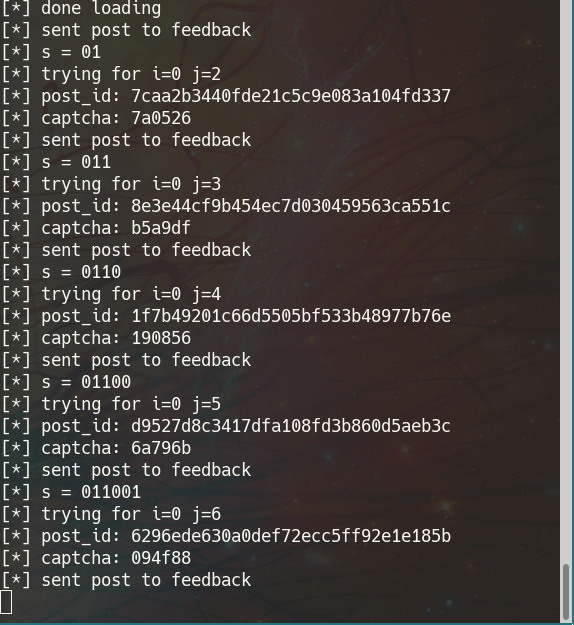 [*] done loading
[*] sent post to feedback
[*] s = 01
[*] trying for i=0 j=2
[*] post_id: 7caa2b3440fde21c5c9e083a104fd337
[*] captcha: 7a0526
[*] sent post to feedback
[*] s = 011
[*] trying for i=0 j=3
[*] post_id: 8e3e44cf9b454ec7d030459563ca551c
[*] captcha: b5a9df
[*] sent post to feedback
[*] s = 0110
[*] trying for i=0 j=4
[*] post_id: 1f7b49201c66d5505bf533b48977b76e
[*] captcha: 190856
[*] sent post to feedback
[*] s = 01100
[*] trying for i=0 j=5
[*] post_id: d9527d8c3417dfa108fd3b860d5aeb3c
[*] captcha: 6a796b
[*] sent post to feedback
[*] s = 011001
[*] trying for i=0 j=6
[*] post_id: 6296ede630a0def72ecc5ff92e1e185b
[*] captcha: 094f88
[*] sent post to feedback